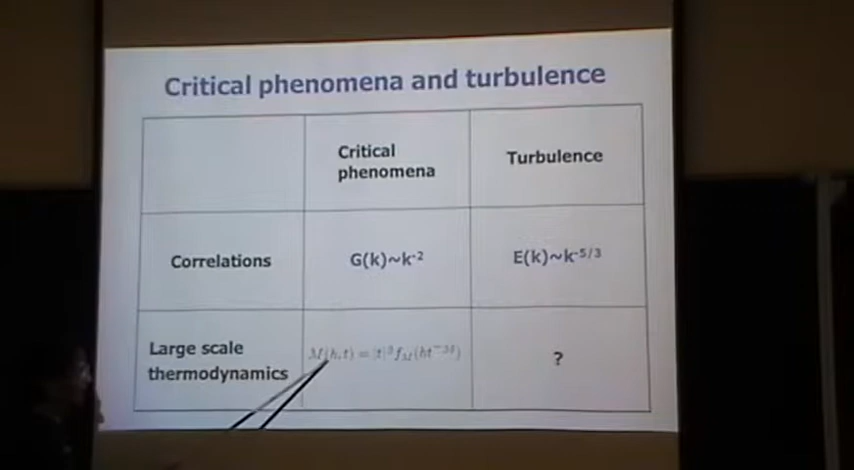 Critical phenomena and turbulence
Critical
phenomena
Turbulence
Correlations
G(k)~k⁻²
E(k)~k⁻⁵/³
Large scale
thermodynamics
?